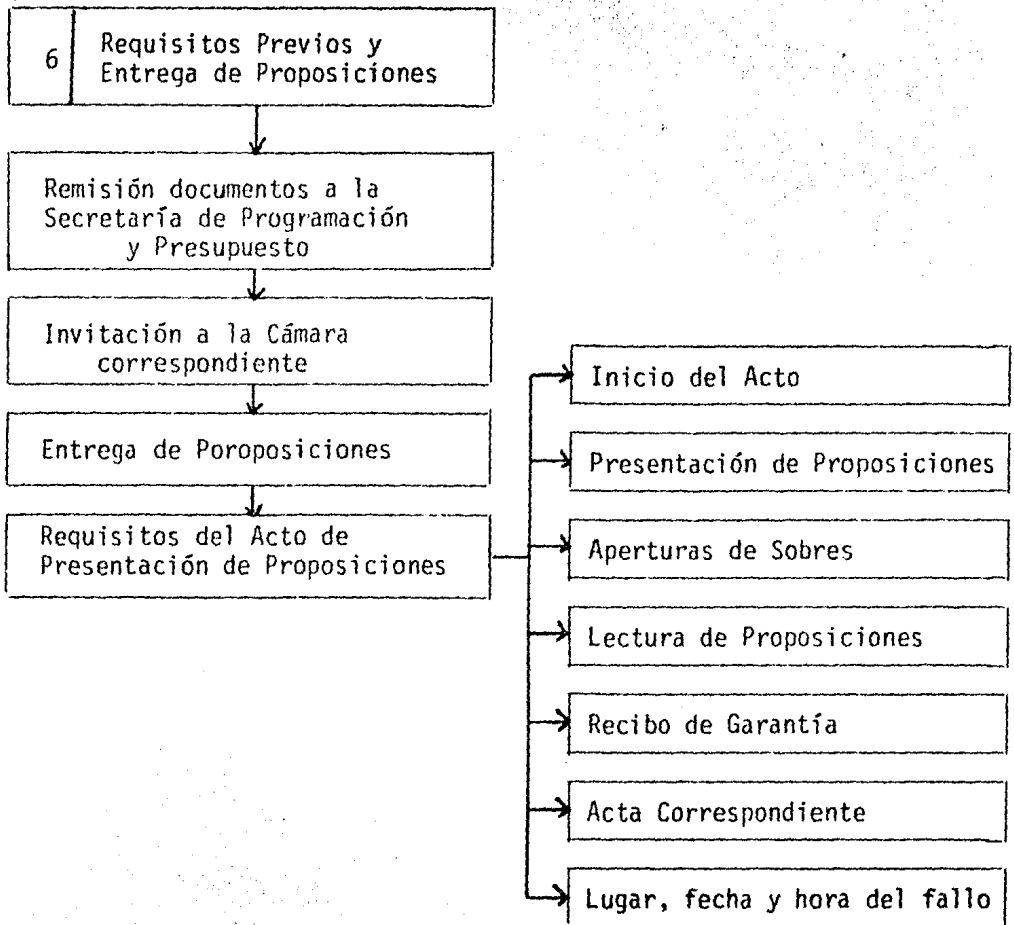 6
Requisitos Previos y
Entrega de Proposiciones
Remisión documentos a la
Secretaría de Programación
y Presupuesto
Invitación a la Cámara
correspondiente
Entrega de Poroposiciones
Requisitos del Acto de
Presentación de Proposiciones
Inicio del Acto
Presentación de Proposiciones
Aperturas de Sobres
Lectura de Proposiciones
Recibo de Garantía
Acta Correspondiente
Lugar, fecha y hora del fallo